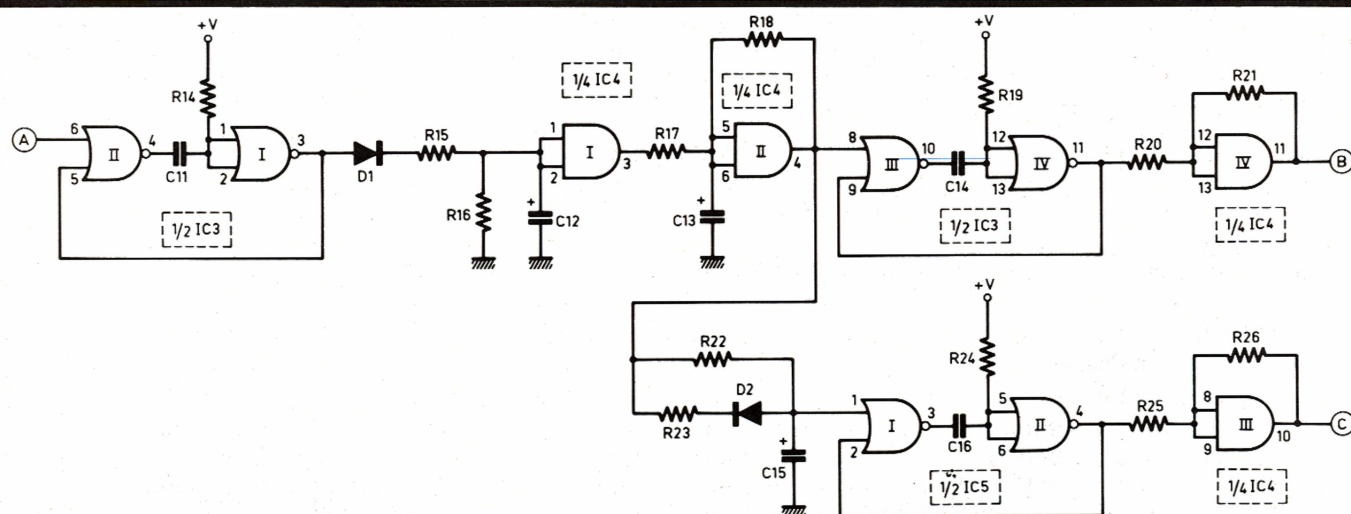 R18
+V
+V
R14
1/4 IC4
1/4 IC4
R19
R21
A
6
4
C11
1
2
II
I
3
D1
R15
1
2
I
3
R17
5
6
II
4
8
9
III
10
C14
12
13
IV
11
R20
12
13
IV
11
B
5
1/2 IC3
R16
+
C12
+
C13
1/2 IC3
1/4 IC4
+V
R22
R24
R26
R23
D2
1
2
I
3
C16
5
6
II
4
R25
8
9
III
10
C
+
C15
1/2 IC5
1/4 IC4